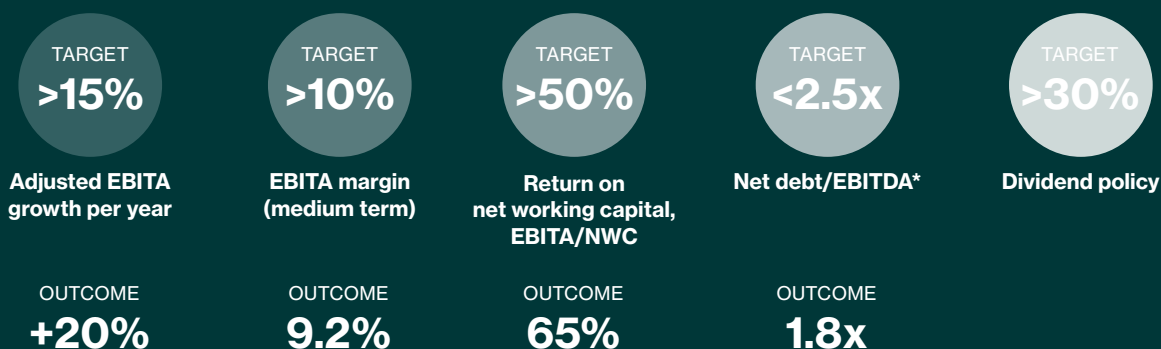 TARGET
>15%
Adjusted EBITA
growth per year
OUTCOME
+20%
TARGET
>10%
EBITA margin
(medium term)
OUTCOME
9.2%
TARGET
>50%
Return on
net working capital,
EBITA/NWC
OUTCOME
65%
TARGET
<2.5x
Net debt/EBITDA*
OUTCOME
1.8x
TARGET
>30%
Dividend policy